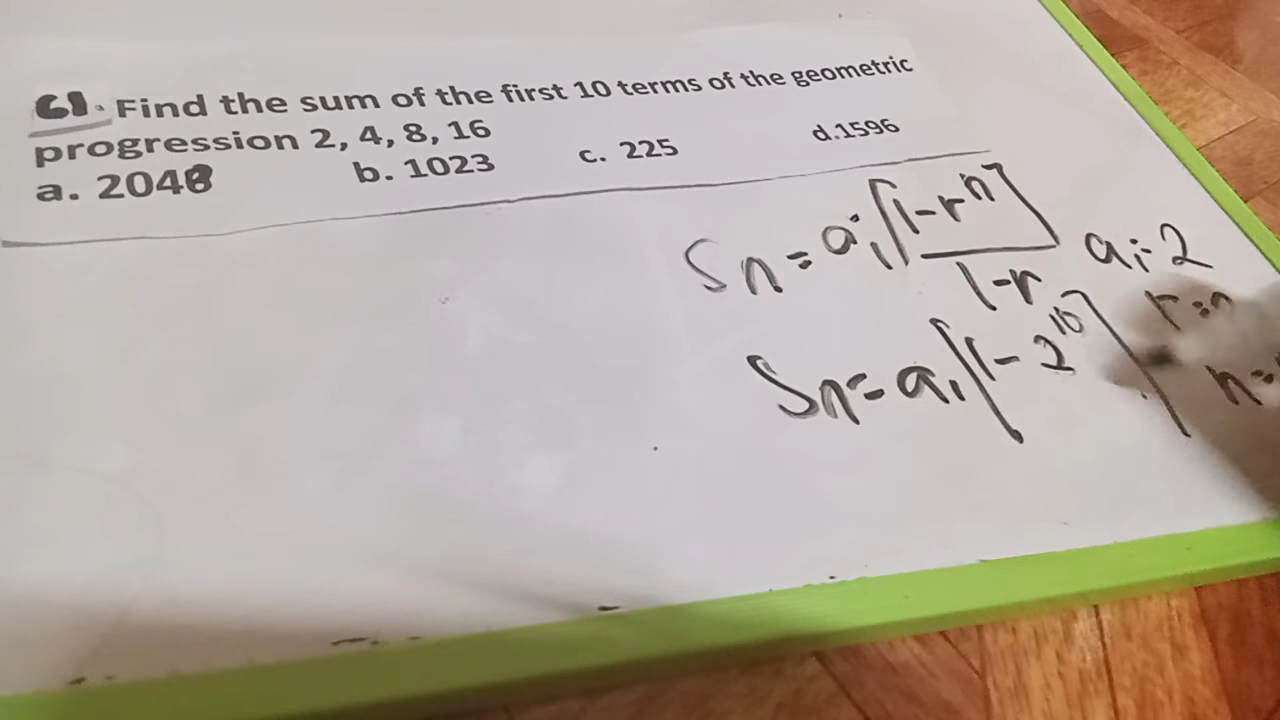 61. Find the sum of the first 10 terms of the geometric
progression 2, 4, 8, 16
a. 2048 b. 1023 c. 225 d.1596
Sn = a1[1-r^n / 1-r] a1=2
r=
Sn = a1[1-2^10] n=